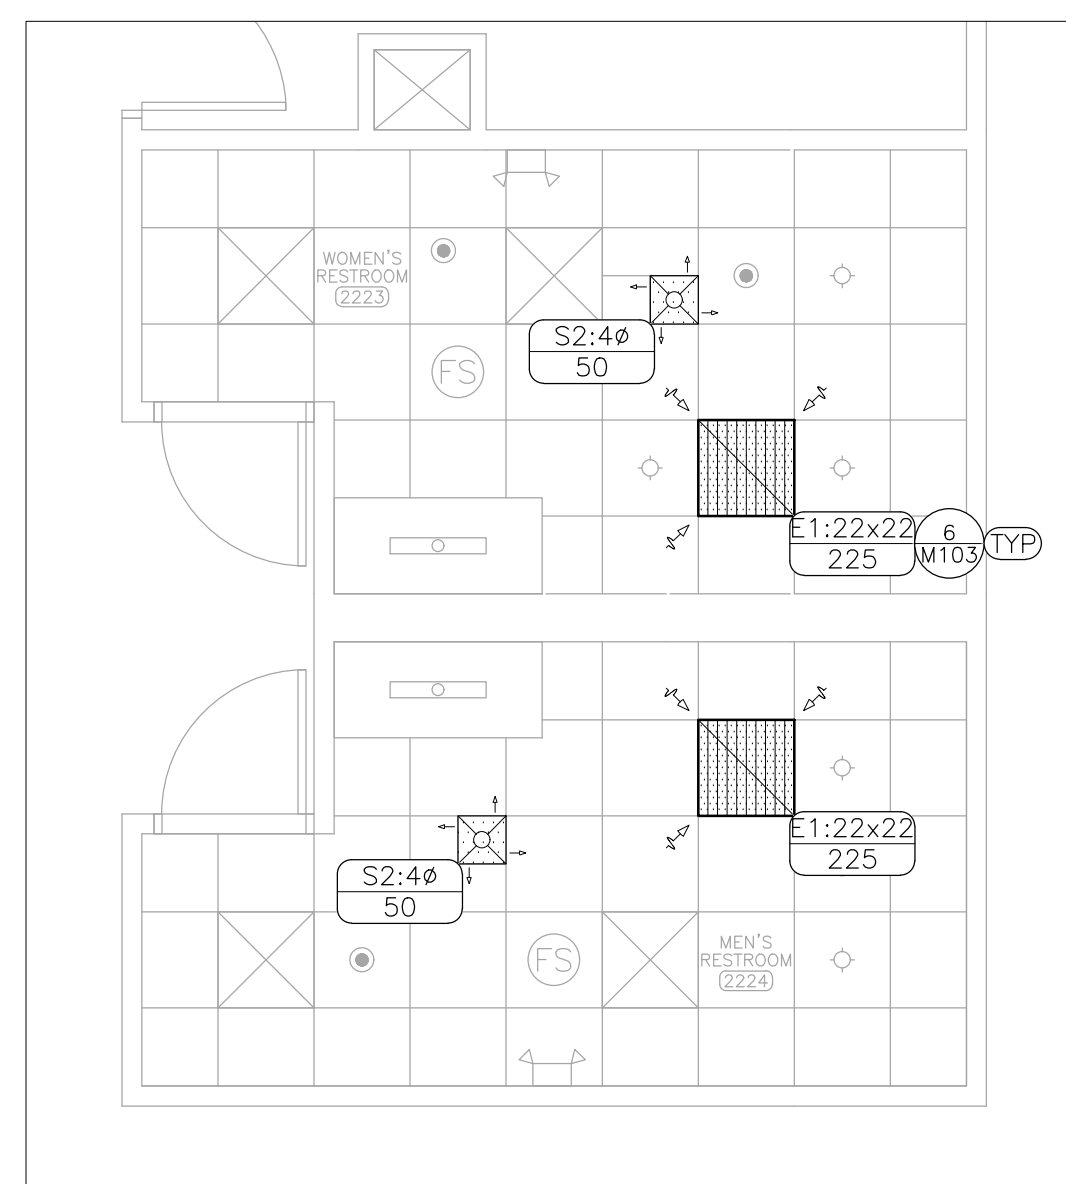 WOMEN'S
RESTROOM
2223
S2:4ø
50
FS
E1:22x22
225
6
M103
TYP
E1:22x22
225
S2:4ø
50
FS
MEN'S
RESTROOM
2224